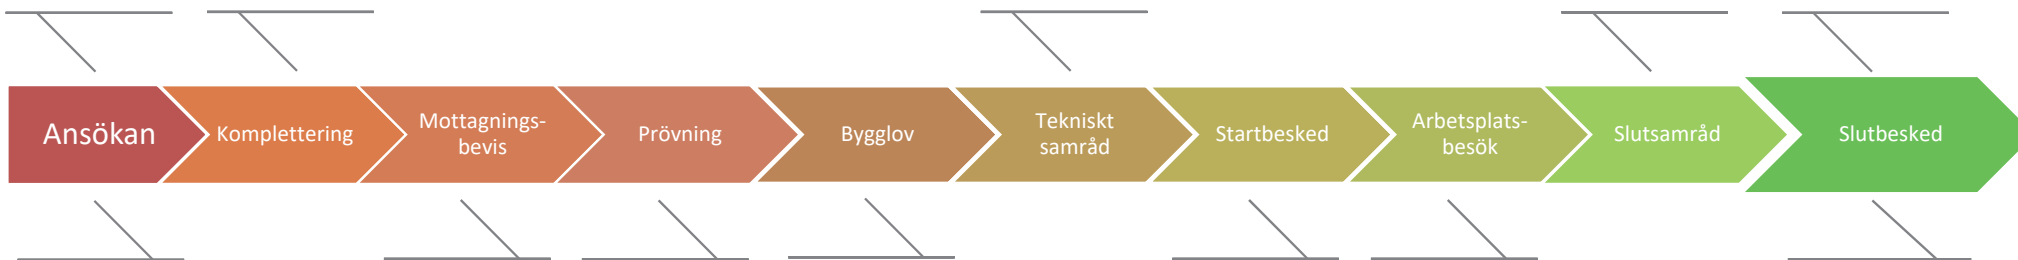 Ansökan
Komplettering
Mottagnings-
bevis
Prövning
Bygglov
Tekniskt
samråd
Startbesked
Arbetsplats-
besök
Slutsamråd
Slutbesked